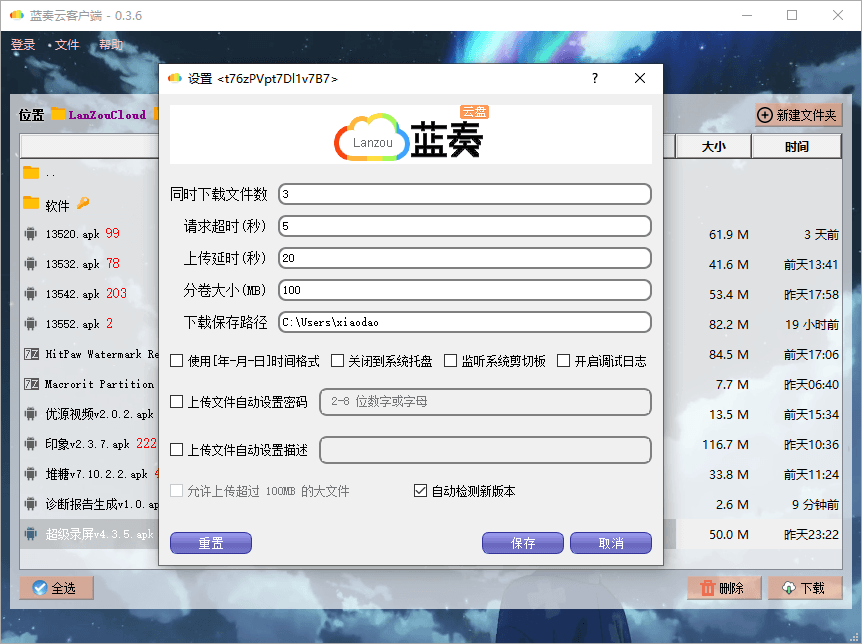 蓝奏云客户端 - 0.3.6
登录 • 文件 帮助
设置 <t76zPVpt7Dl1v7B7>
?
位置 LanZouCloud
新建文件夹
云盘
Lanzou 蓝奏
大小 时间
..
软件
同时下载文件数 3
请求超时(秒) 5
上传延时(秒) 20
分卷大小(MB) 100
下载保存路径 C:\Users\xiaodao
使用[年-月-日]时间格式 关闭到系统托盘 监听系统剪切板 开启调试日志
上传文件自动设置密码 2-8 位数字或字母
上传文件自动设置描述
允许上传超过 100MB 的大文件 自动检测新版本
重置 保存 取消
13520.apk 99 61.9 M 3 天前
13532.apk 78 41.6 M 前天13:41
13542.apk 203 53.4 M 昨天17:58
13552.apk 2 82.2 M 19 小时前
HitPaw Watermark Re 84.5 M 前天17:06
Macrorit Partition 7.7 M 昨天06:40
优源视频v2.0.2.apk 13.5 M 前天15:34
印象v2.3.7.apk 222 116.7 M 昨天10:36
堆糖v7.10.2.2.apk 33.8 M 前天11:24
诊断报告生成v1.0.ap 2.6 M 9 分钟前
超级录屏v4.3.5.apk 50.0 M 昨天23:22
全选 删除 下载